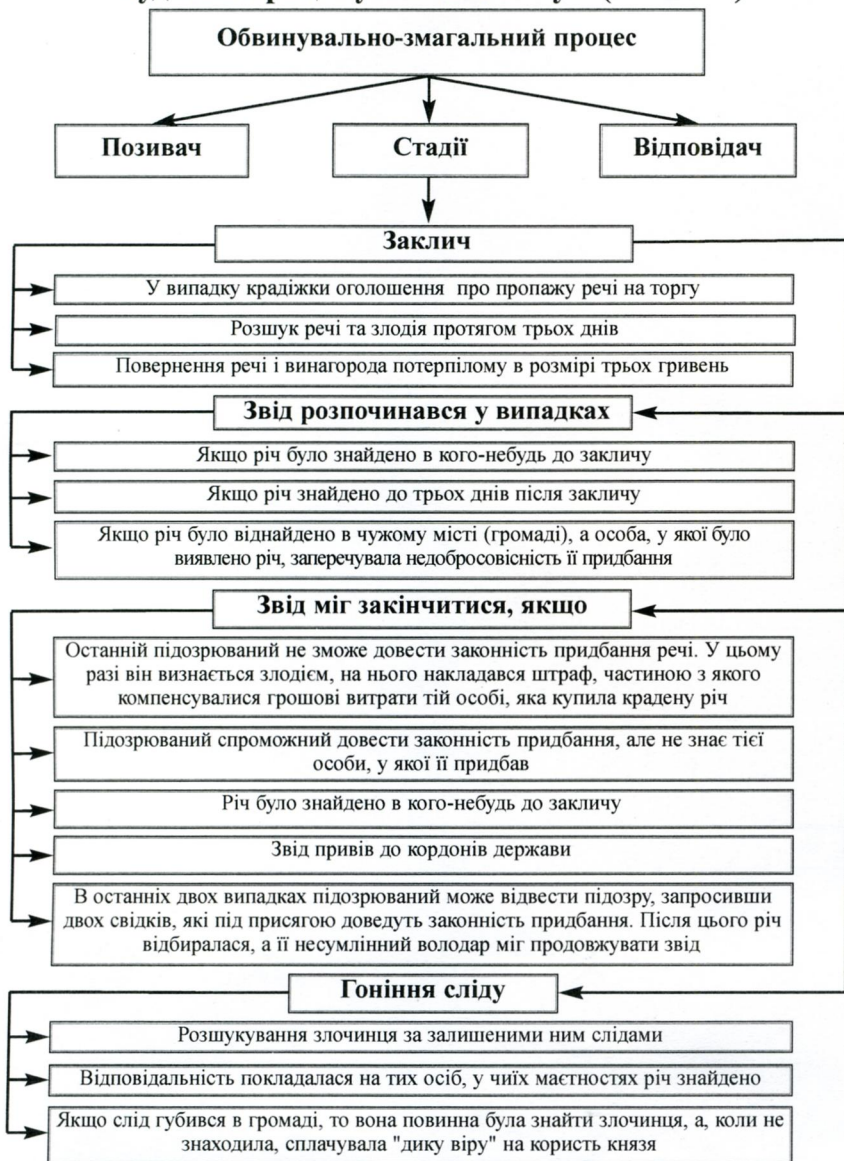 Обвинувально-змагальний процес
Позивач
Стадії
Відповідач
Заклич
У випадку крадіжки оголошення про пропажу речі на торгу
Розшук речі та злодія протягом трьох днів
Повернення речі і винагорода потерпілому в розмірі трьох гривень
Звід розпочинався у випадках
Якщо річ було знайдено в кого-небудь до закличу
Якщо річ знайдено до трьох днів після закличу
Якщо річ було віднайдено в чужому місті (громаді), а особа, у якої було
виявлено річ, заперечувала недобросовісність її придбання
Звід міг закінчитися, якщо
Останній підозрюваний не зможе довести законність придбання речі. У цьому
разі він визнається злодієм, на нього накладався штраф, частиною з якого
компенсувалися грошові витрати тій особі, яка купила крадену річ
Підозрюваний спроможний довести законність придбання, але не знає тієї
особи, у якої її придбав
Річ було знайдено в кого-небудь до закличу
Звід привів до кордонів держави
В останніх двох випадках підозрюваний може відвести підозру, запросивши
двох свідків, які під присягою доведуть законність придбання. Після цього річ
відбиралася, а її несумлінний володар міг продовжувати звід
Гоніння сліду
Розшукування злочинця за залишеними ним слідами
Відповідальність покладалася на тих осіб, у чиїх маєтностях річ знайдено
Якщо слід губився в громаді, то вона повинна була знайти злочинця, а, коли не
знаходила, сплачувала "дику віру" на користь князя